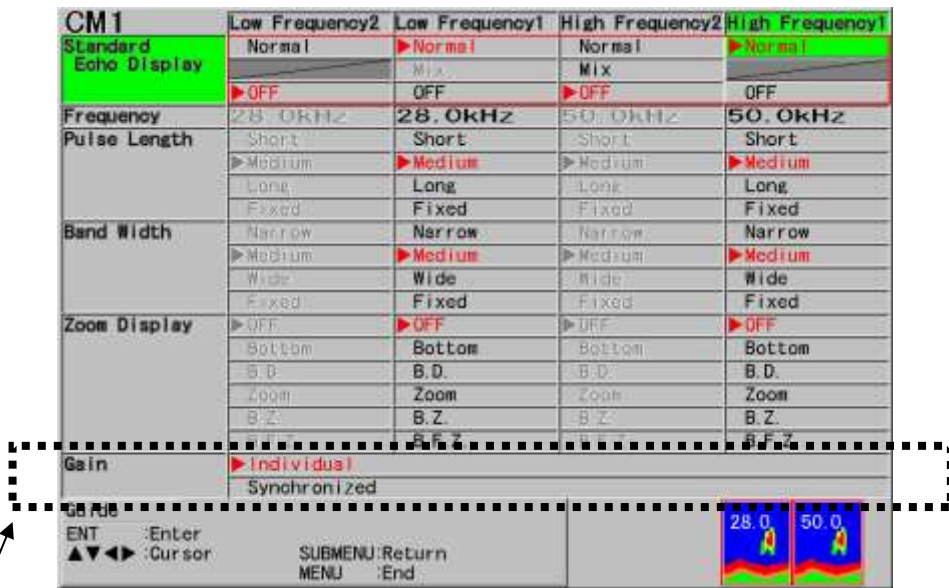 CM1 Low Frequency2 Low Frequency1 High Frequency2 High Frequency1
Standard Echo Display Normal ▶Normal Normal ▶Normal
Mix Mix
▶OFF OFF ▶OFF OFF
Frequency 28.0kHz 28.0kHz 50.0kHz 50.0kHz
Pulse Length Short Short Short Short
▶Medium ▶Medium ▶Medium ▶Medium
Long Long Long Long
Fixed Fixed Fixed Fixed
Band Width Narrow Narrow Narrow Narrow
▶Medium ▶Medium ▶Medium ▶Medium
Wide Wide Wide Wide
Fixed Fixed Fixed Fixed
Zoom Display ▶OFF ▶OFF ▶OFF ▶OFF
Bottom Bottom Bottom Bottom
B.D. B.D. B.D. B.D.
Zoom Zoom Zoom Zoom
B.Z. B.Z. B.Z. B.Z.
B.F.Z. B.F.Z. B.F.Z. B.F.Z.
Gain ▶Individual
Synchronized
Guide
ENT :Enter
▲▼◀▶ :Cursor SUBMENU:Return
MENU :End
28.0 50.0